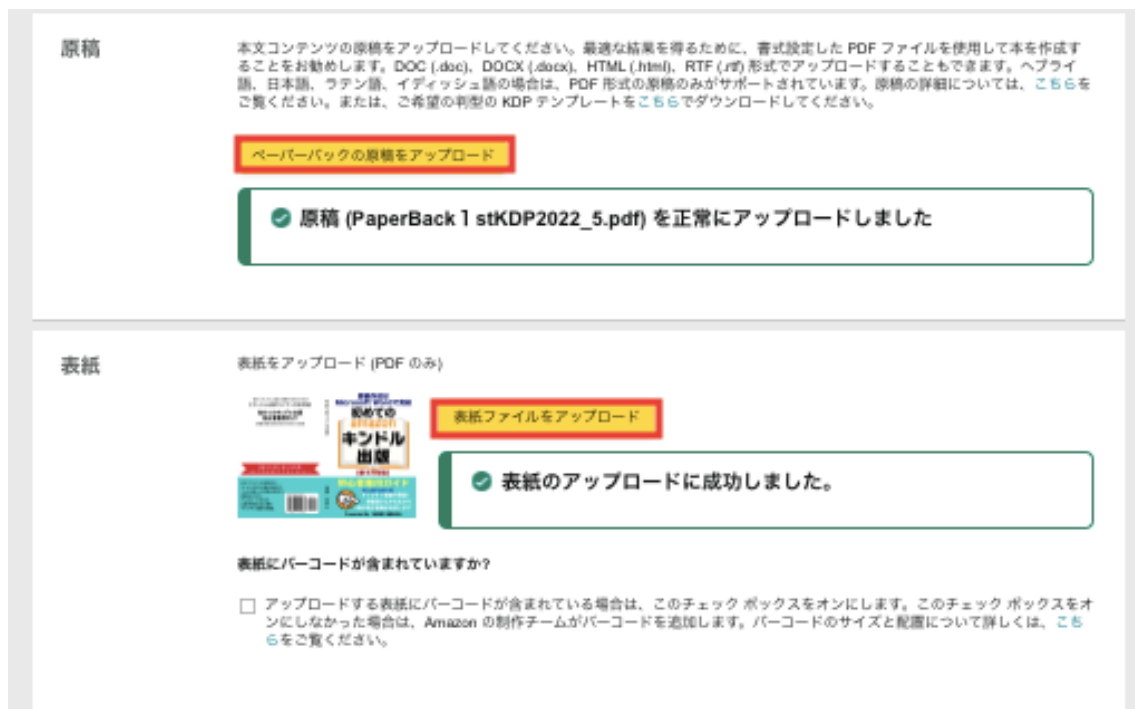 原稿
本文コンテンツの原稿をアップロードしてください。最適な結果を得るために、書式設定した PDF ファイルを使用して本を作成す
ることをお勧めします。DOC (.doc)、DOCX (.docx)、HTML (.html)、RTF (.rtf) 形式でアップロードすることもできます。ヘブライ
語、日本語、ラテン語、イディッシュ語の場合は、PDF 形式の原稿のみがサポートされています。原稿の詳細については、こちらを
ご覧ください。または、ご希望の判型の KDP テンプレートをこちらでダウンロードしてください。
ペーパーバックの原稿をアップロード
原稿 (PaperBack１stKDP2022_5.pdf) を正常にアップロードしました
表紙
表紙をアップロード (PDF のみ)
初めての
amazon
キンドル
出版
表紙ファイルをアップロード
表紙のアップロードに成功しました。
表紙にバーコードが含まれていますか?
アップロードする表紙にバーコードが含まれている場合は、このチェック ボックスをオンにします。このチェック ボックスをオ
ンにしなかった場合は、Amazon の制作チームがバーコードを追加します。バーコードのサイズと配置について詳しくは、こち
らをご覧ください。